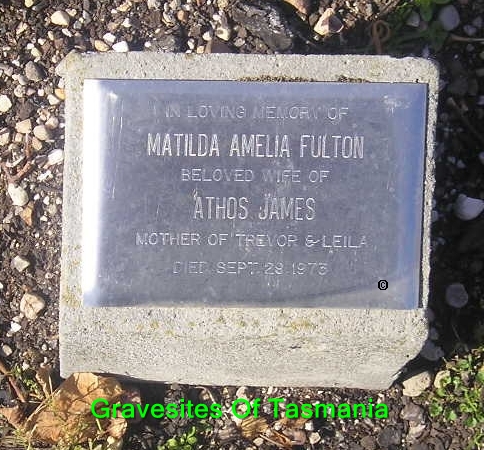 IN LOVING MEMORY OF
MATILDA AMELIA FULTON
BELOVED WIFE OF
ATHOS JAMES
MOTHER OF TREVOR & LEILA
DIED SEPT. 29 1973
©
Gravesites Of Tasmania